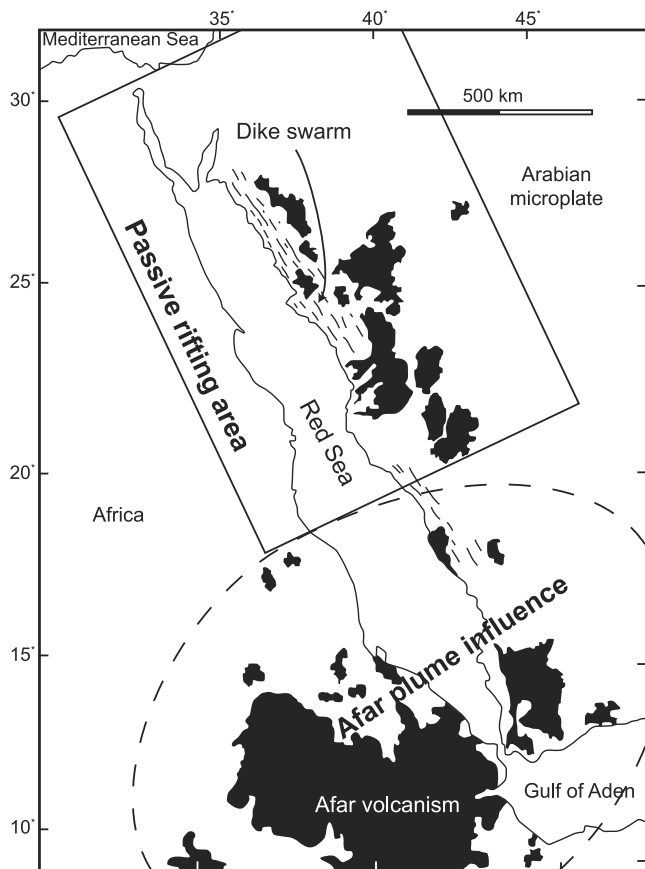 35°
40°
45°
Mediterranean Sea
30°
500 km
Dike swarm
Arabian
microplate
Passive rifting area
25°
Red Sea
20°
Africa
Afar plume influence
15°
Gulf of Aden
Afar volcanism
10°